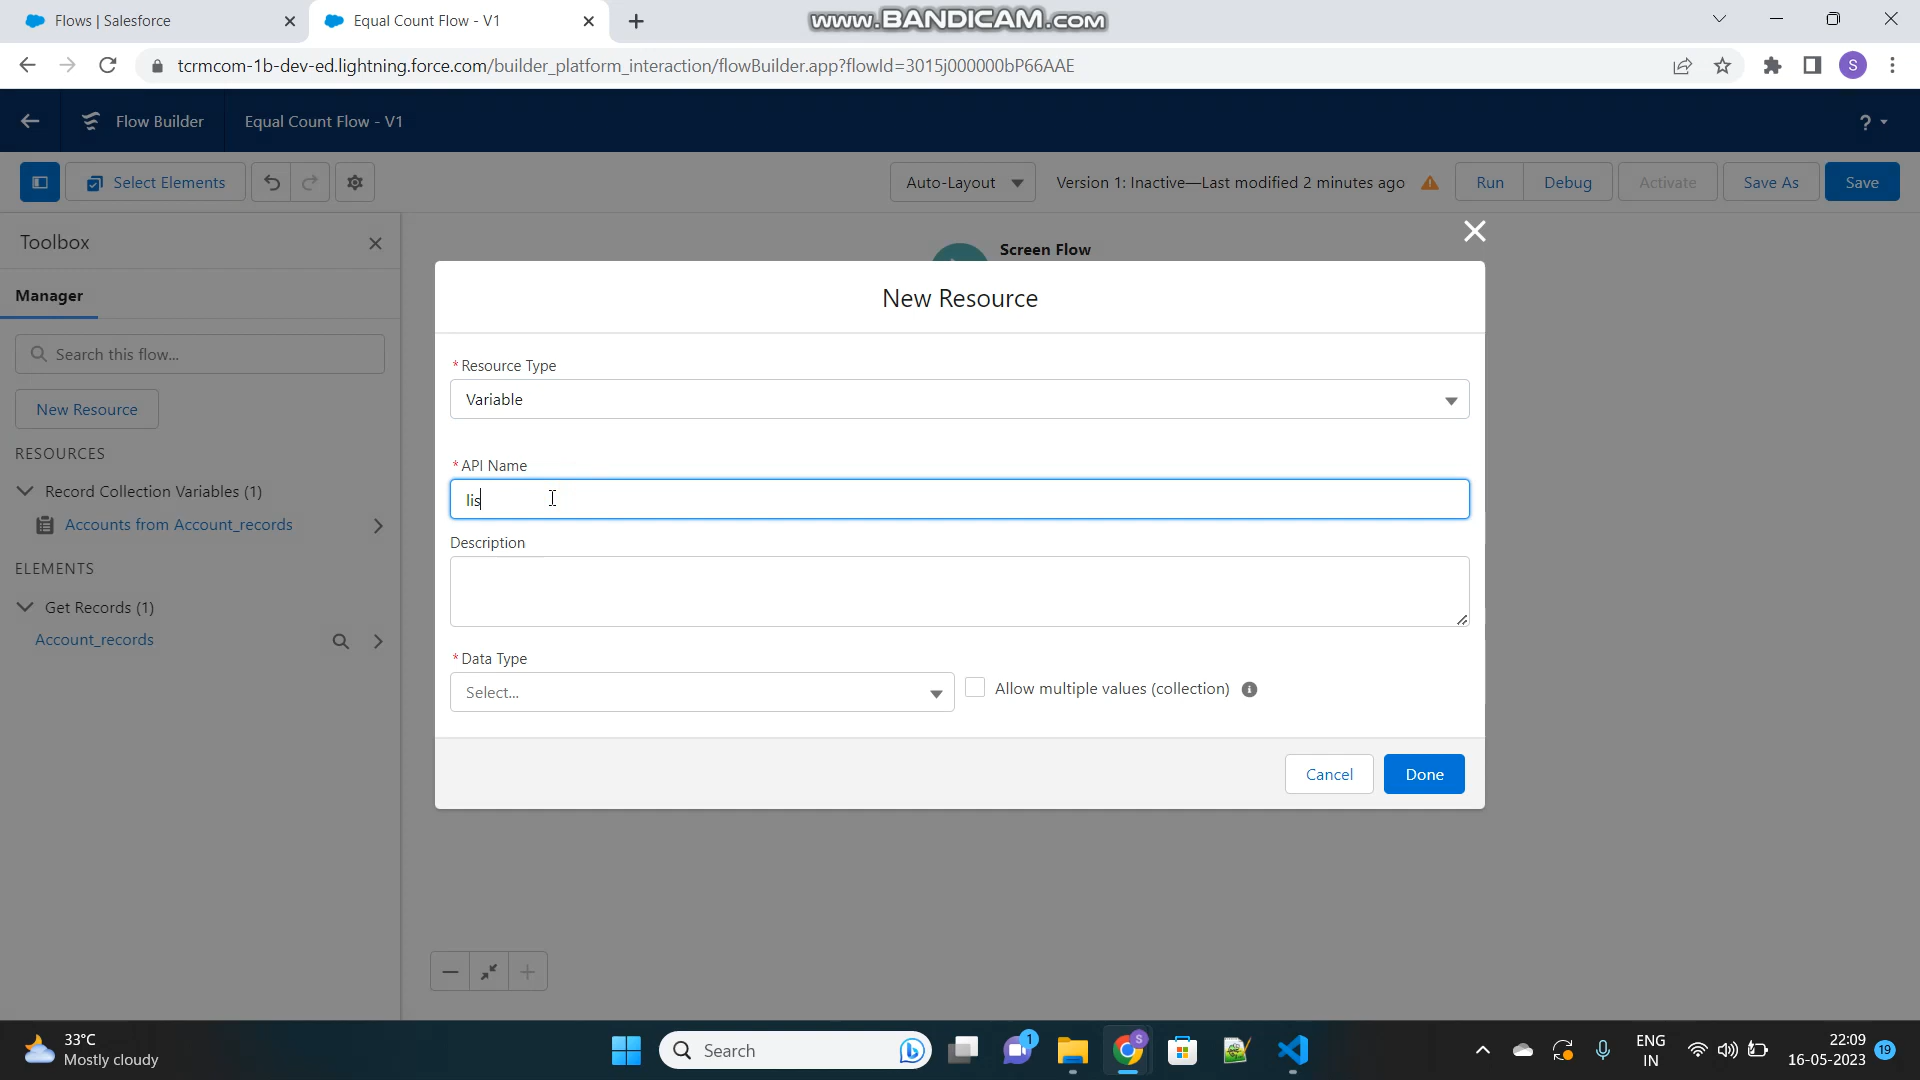 Flows | Salesforce
Equal Count Flow - V1
www.BANDICAM.com
tcrmcom-1b-dev-ed.lightning.force.com/builder_platform_interaction/flowBuilder.app?flowId=3015j000000bP66AAE
S
Flow Builder
Equal Count Flow - V1
?
Select Elements
Auto-Layout
Version 1: Inactive—Last modified 2 minutes ago
Run
Debug
Activate
Save As
Save
Toolbox
Manager
Search this flow...
New Resource
RESOURCES
Record Collection Variables (1)
Accounts from Account_records
ELEMENTS
Get Records (1)
Account_records
Screen Flow
New Resource
* Resource Type
Variable
* API Name
lis
Description
* Data Type
Select...
Allow multiple values (collection)
Cancel
Done
33°C
Mostly cloudy
Search
1
S
ENG
IN
22:09
16-05-2023
19